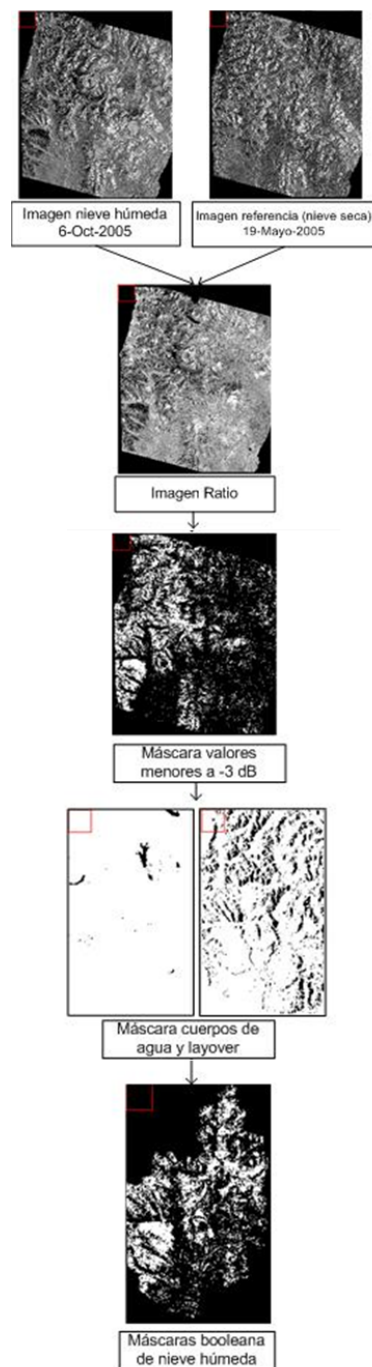 Imagen nieve húmeda
6-Oct-2005
Imagen referencia (nieve seca)
19-Mayo-2005
Imagen Ratio
Máscara valores
menores a -3 dB
Máscara cuerpos de
agua y layover
Máscaras booleana
de nieve húmeda